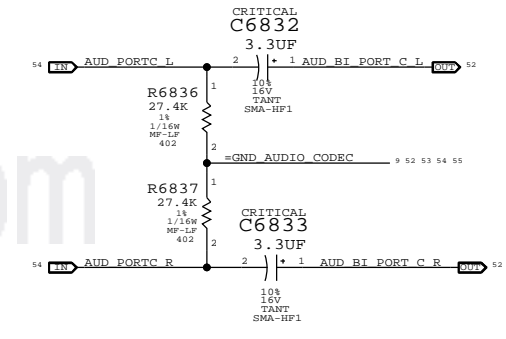 CRITICAL
C6832
3.3UF
54 IN AUD_PORTC_L 2 + 1 AUD_BI_PORT_C_L OUT 52
10%
16V
TANT
SMA-HF1
1
R6836
27.4K
1%
1/16W
MF-LF
402
2
=GND_AUDIO_CODEC 9 52 53 54 55
1
R6837
27.4K
1%
1/16W
MF-LF
402
2
CRITICAL
C6833
3.3UF
54 IN AUD_PORTC_R 2 + 1 AUD_BI_PORT_C_R OUT 52
10%
16V
TANT
SMA-HF1
om